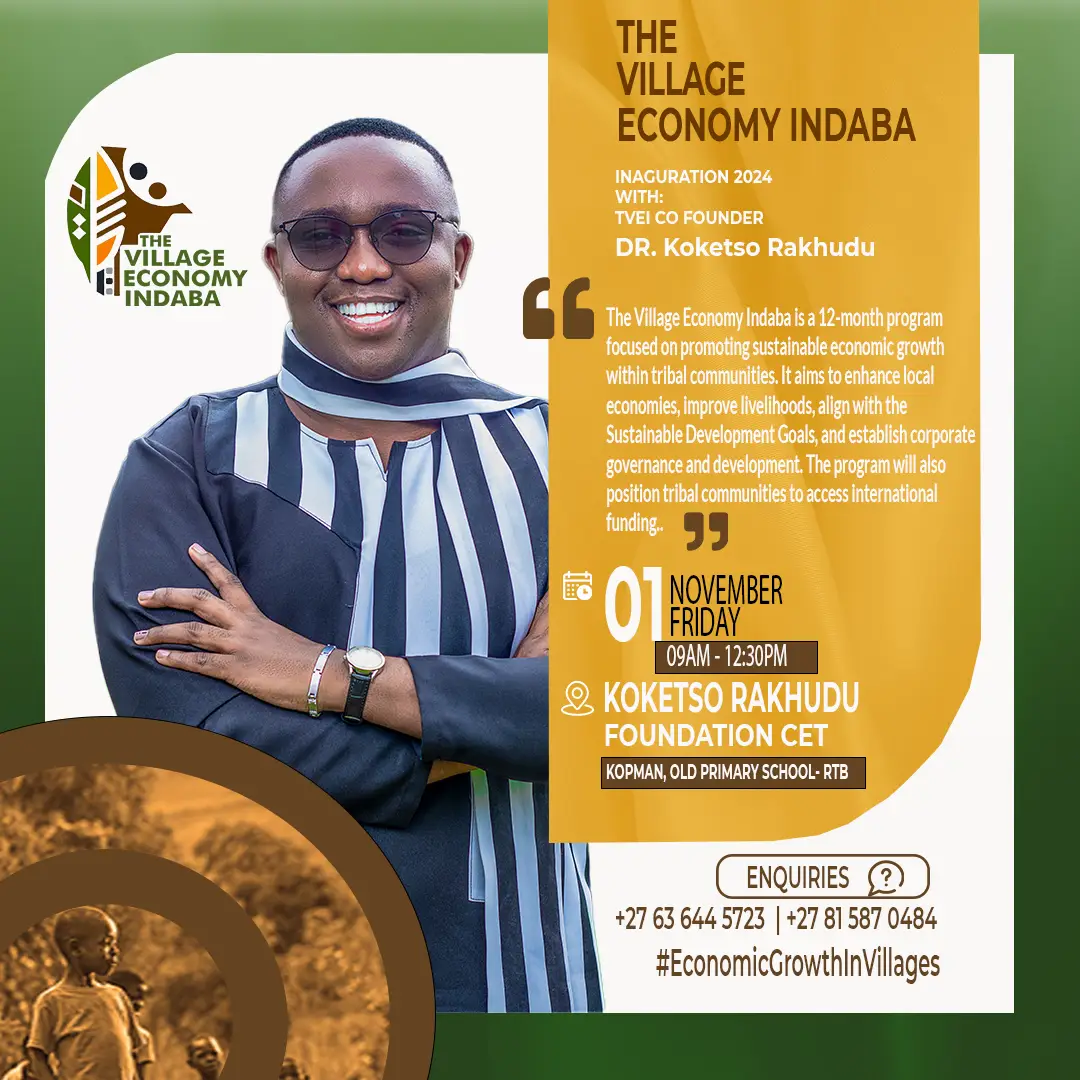 THE
VILLAGE
ECONOMY INDABA
INAGURATION 2024
WITH:
TVEI CO FOUNDER
DR. Koketso Rakhudu
THE
VILLAGE
ECONOMY
INDABA
“
The Village Economy Indaba is a 12-month program
focused on promoting sustainable economic growth
within tribal communities. It aims to enhance local
economies, improve livelihoods, align with the
Sustainable Development Goals, and establish corporate
governance and development. The program will also
position tribal communities to access international
funding.. ”
01 NOVEMBER
FRIDAY
09AM - 12:30PM
KOKETSO RAKHUDU
FOUNDATION CET
KOPMAN, OLD PRIMARY SCHOOL- RTB
ENQUIRIES ?
+27 63 644 5723 | +27 81 587 0484
#EconomicGrowthInVillages